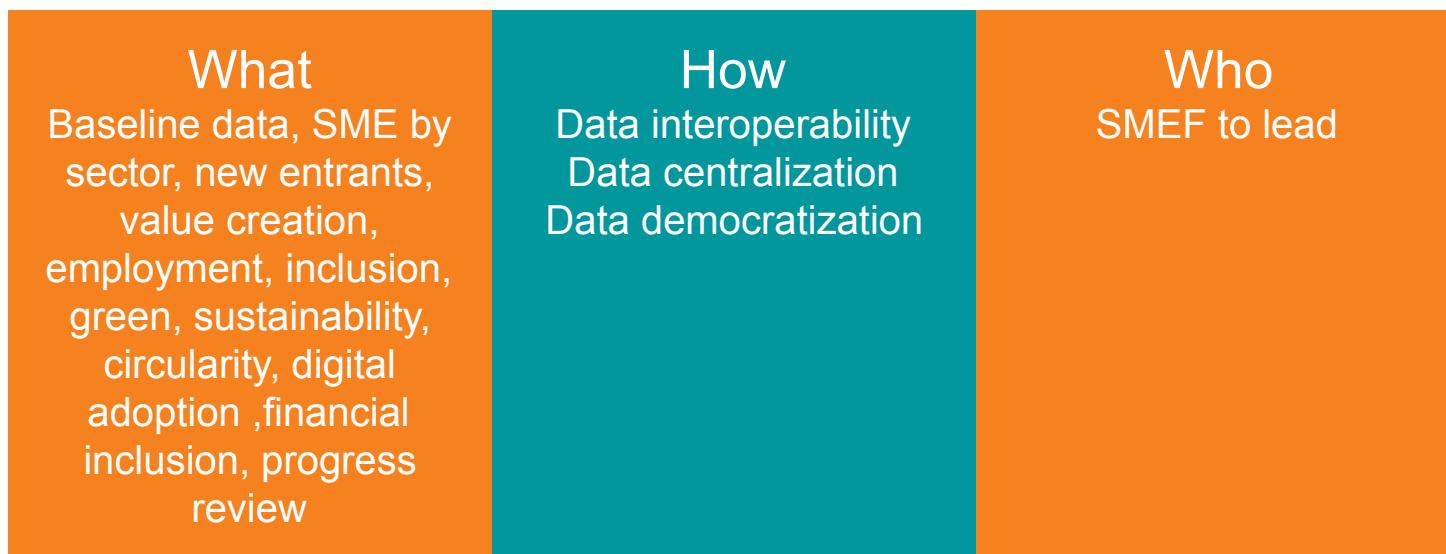 What
Baseline data, SME by
sector, new entrants,
value creation,
employment, inclusion,
green, sustainability,
circularity, digital
adoption ,financial
inclusion, progress
review
How
Data interoperability
Data centralization
Data democratization
Who
SMEF to lead